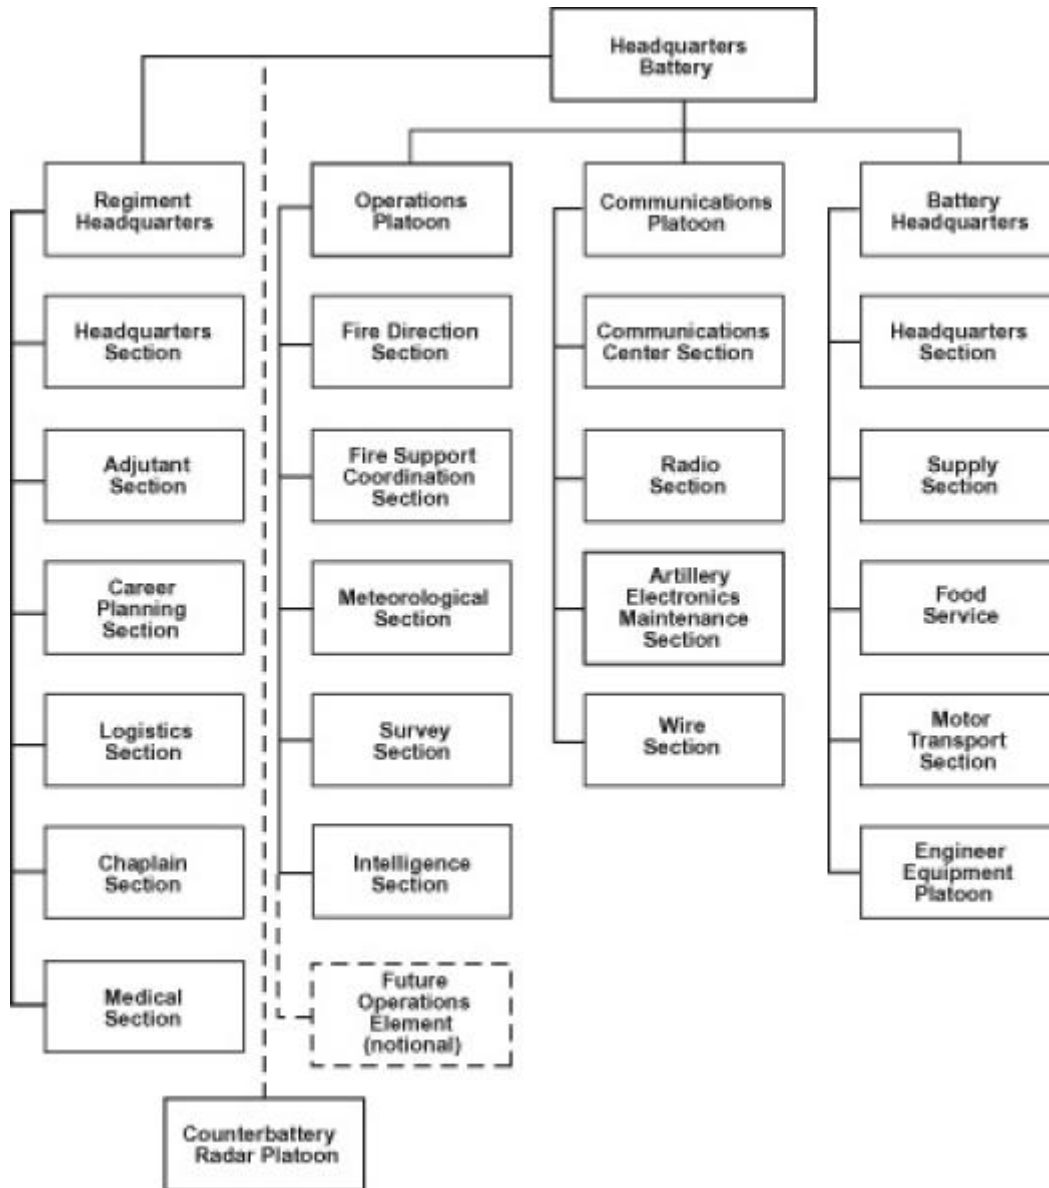 Headquarters
Battery
Regiment
Headquarters
Operations
Platoon
Communications
Platoon
Battery
Headquarters
Headquarters
Section
Fire Direction
Section
Communications
Center Section
Headquarters
Section
Adjutant
Section
Fire Support
Coordination
Section
Radio
Section
Supply
Section
Career
Planning
Section
Meteorological
Section
Artillery
Electronics
Maintenance
Section
Food
Service
Logistics
Section
Survey
Section
Wire
Section
Motor
Transport
Section
Chaplain
Section
Intelligence
Section
Engineer
Equipment
Platoon
Medical
Section
Future
Operations
Element
(notional)
Counterbattery
Radar Platoon